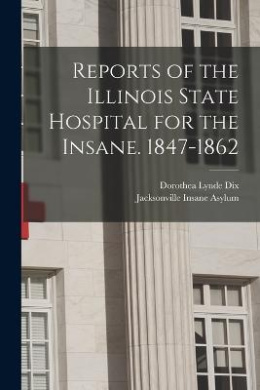 Reports of the
Illinois State
Hospital for the
Insane. 1847-1862
Dorothea Lynde Dix
Jacksonville Insane Asylum